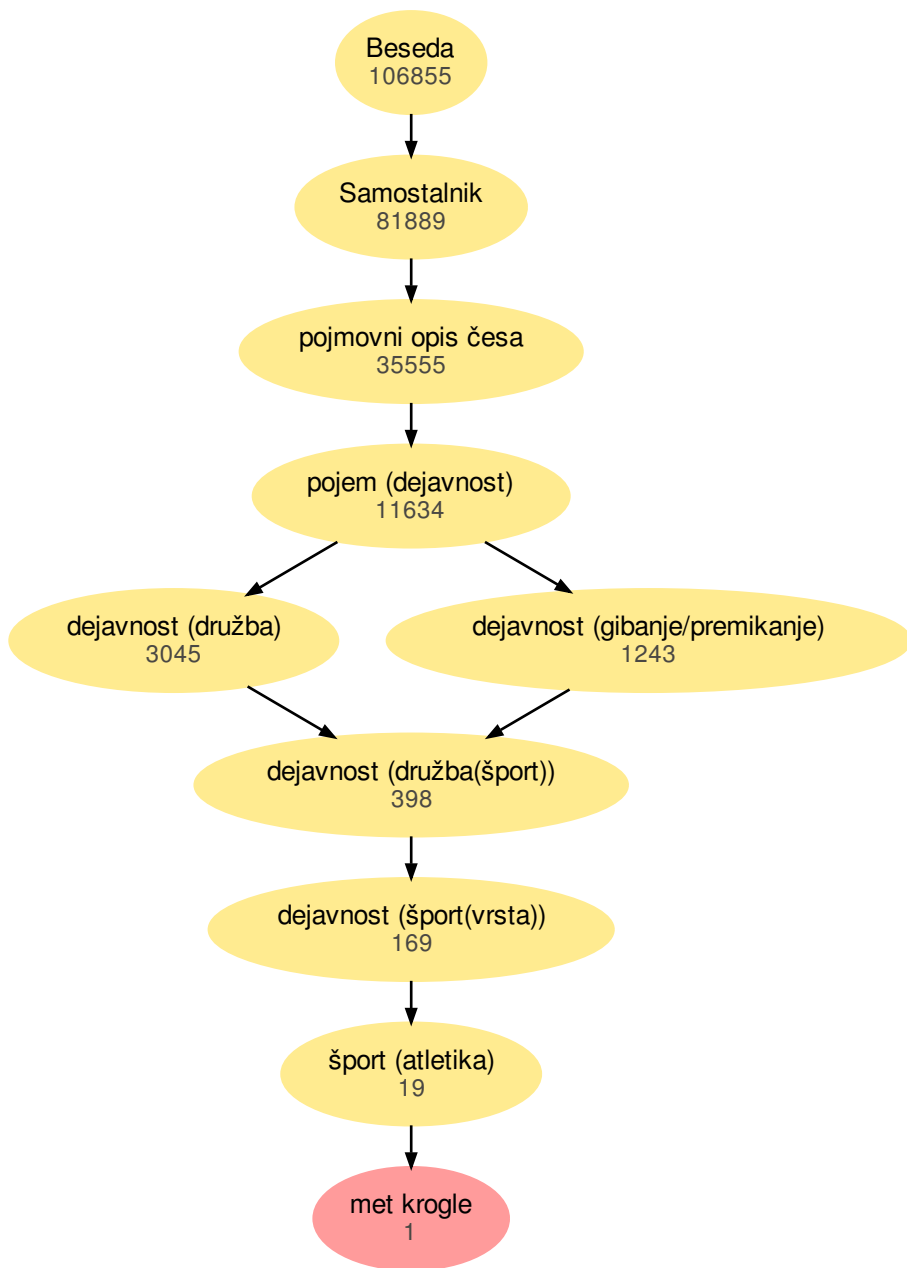 Beseda
106855
Samostalnik
81889
pojmovni opis česa
35555
pojem (dejavnost)
11634
dejavnost (družba)
3045
dejavnost (gibanje/premikanje)
1243
dejavnost (družba(šport))
398
dejavnost (šport(vrsta))
169
šport (atletika)
19
met krogle
1